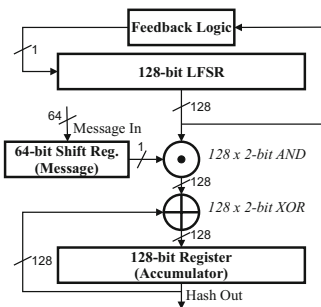 Feedback Logic
1
128-bit LFSR
128
64
Message In
64-bit Shift Reg.
(Message)
1
128 x 2-bit AND
128
128 x 2-bit XOR
128
128-bit Register
(Accumulator)
128
Hash Out